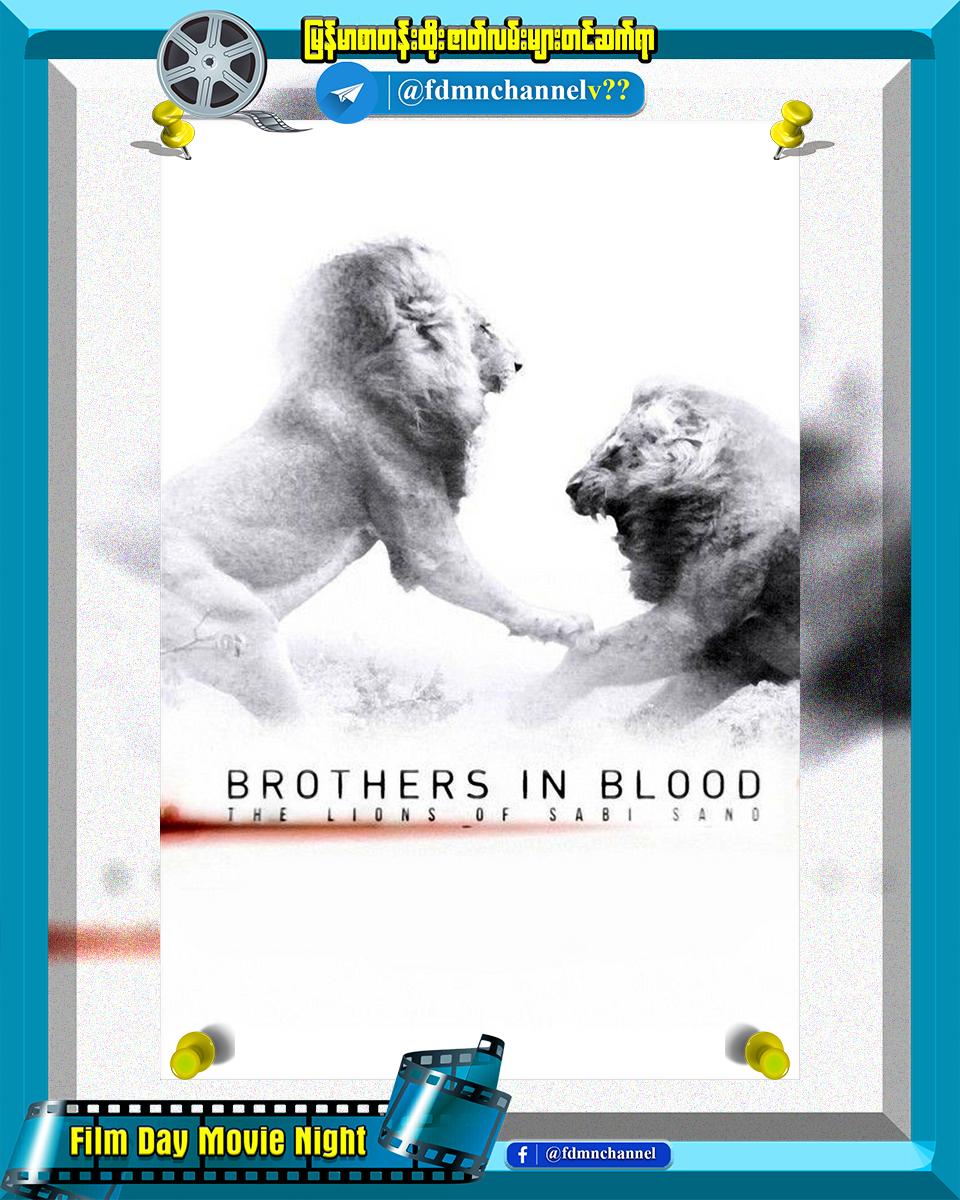 မြန်မာစာတန်းထိုးဇာတ်လမ်းများတင်ဆက်ရာ
@fdmnchannelv??
BROTHERS IN BLOOD
THE LIONS OF SABI SAND
Film Day Movie Night
f @fdmnchannel